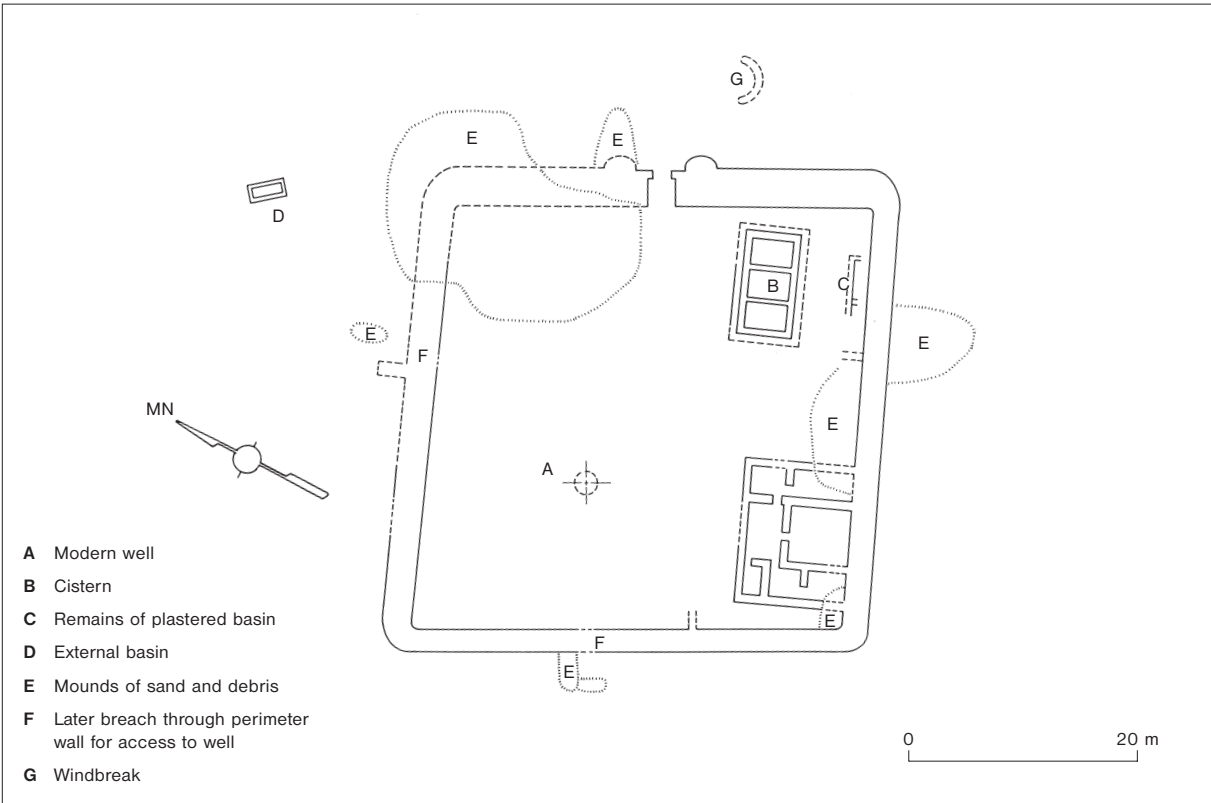 G
E
E
D
B
C
E
E
F
E
MN
A
E
F
E
A Modern well
B Cistern
C Remains of plastered basin
D External basin
E Mounds of sand and debris
F Later breach through perimeter
wall for access to well
G Windbreak
0 20 m